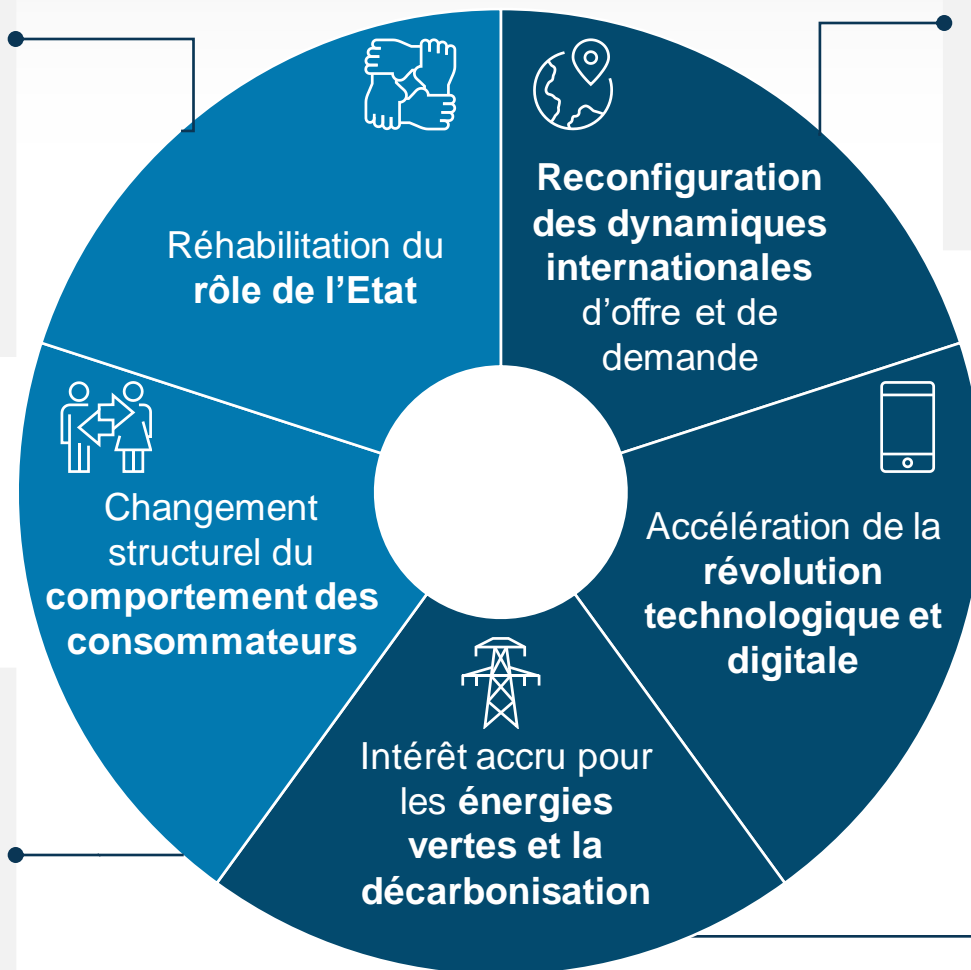 Réhabilitation du
rôle de l’Etat
Reconfiguration
des dynamiques
internationales
d’offre et de
demande
Changement
structurel du
comportement des
consommateurs
Accélération de la
révolution
technologique et
digitale
Intérêt accru pour
les énergies
vertes et la
décarbonisation